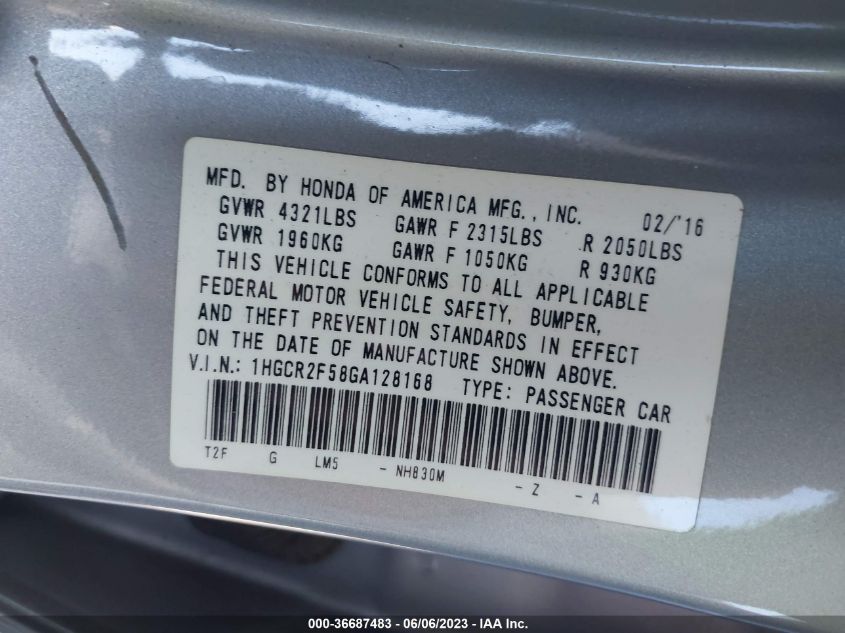 MFD. BY HONDA OF AMERICA MFG., INC. 02/'16
GVWR 4321LBS GAWR F 2315LBS R 2050LBS
GVWR 1960KG GAWR F 1050KG R 930KG
THIS VEHICLE CONFORMS TO ALL APPLICABLE
FEDERAL MOTOR VEHICLE SAFETY, BUMPER,
AND THEFT PREVENTION STANDARDS IN EFFECT
ON THE DATE OF MANUFACTURE SHOWN ABOVE.
V.I.N.: 1HGCR2F58GA128168 TYPE: PASSENGER CAR
T2F G LM5 - NH830M - Z - A
000-36687483 - 06/06/2023 - IAA Inc.